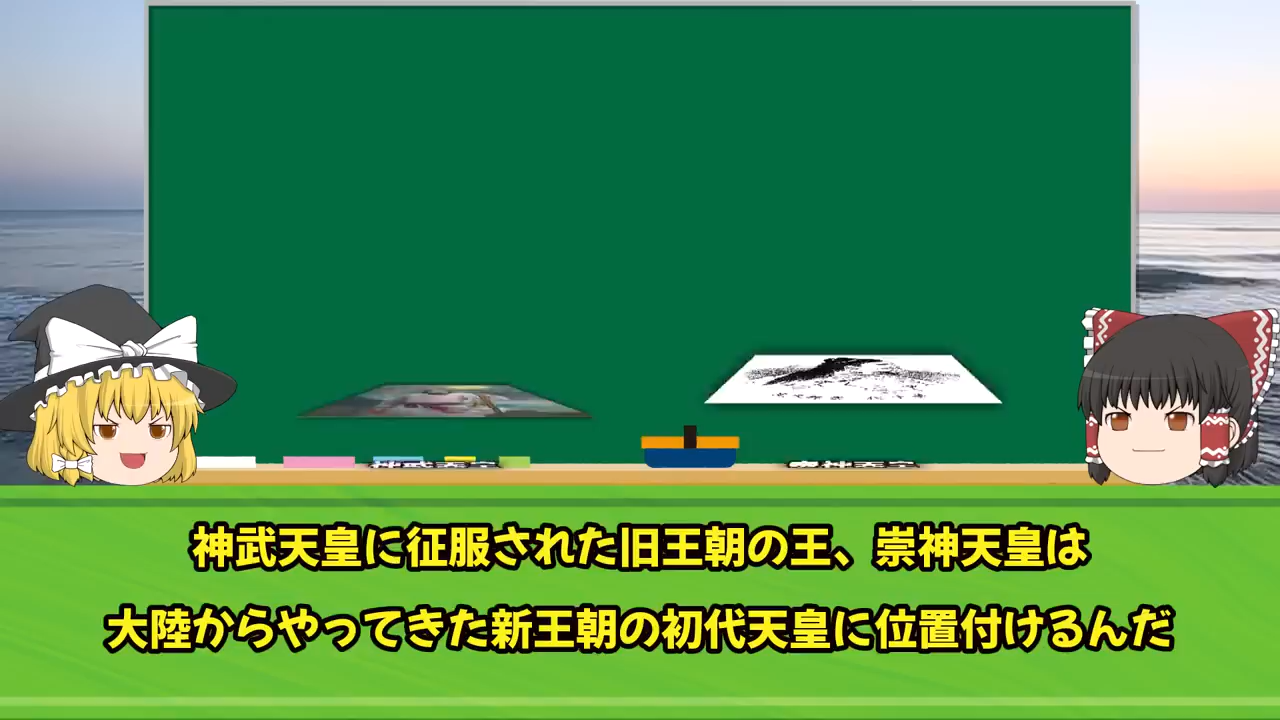 神武天皇に征服された旧王朝の王、崇神天皇は
大陸からやってきた新王朝の初代天皇に位置付けるんだ